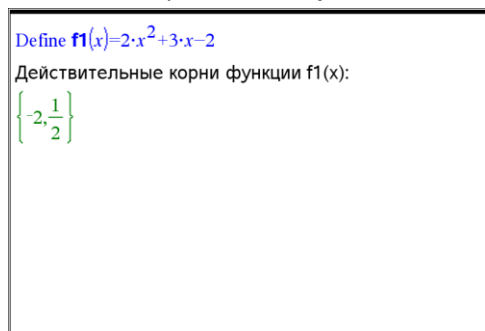 Define f1(x)=2·x²+3·x−2
Действительные корни функции f1(x):
{-2,1/2}